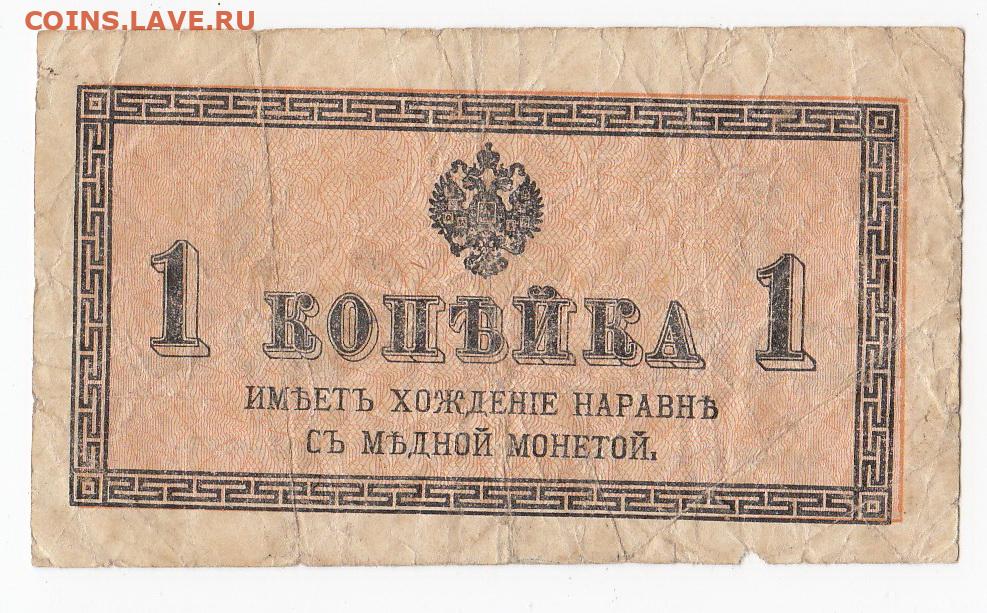 COINS.LAVE.RU
1 КОПѢЙКА 1
ИМѢЕТЪ ХОЖДЕНІЕ НАРАВНѢ
СЪ МѢДНОЙ МОНЕТОЙ.